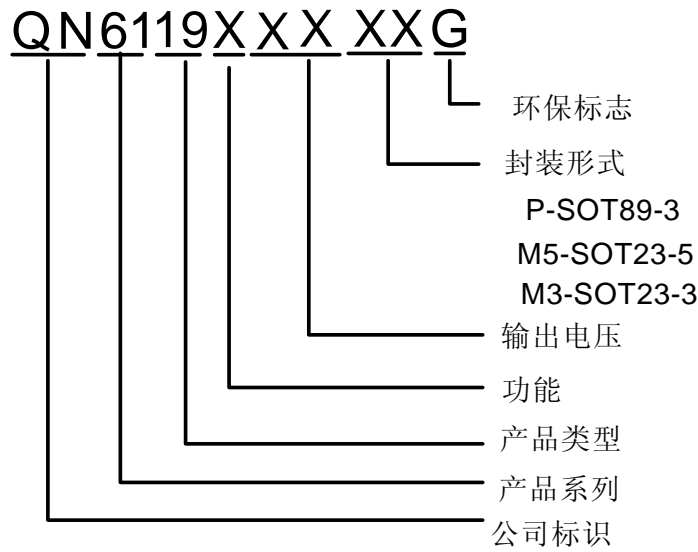 QN6119XXXXXG
环保标志
封装形式
P-SOT89-3
M5-SOT23-5
M3-SOT23-3
输出电压
功能
产品类型
产品系列
公司标识